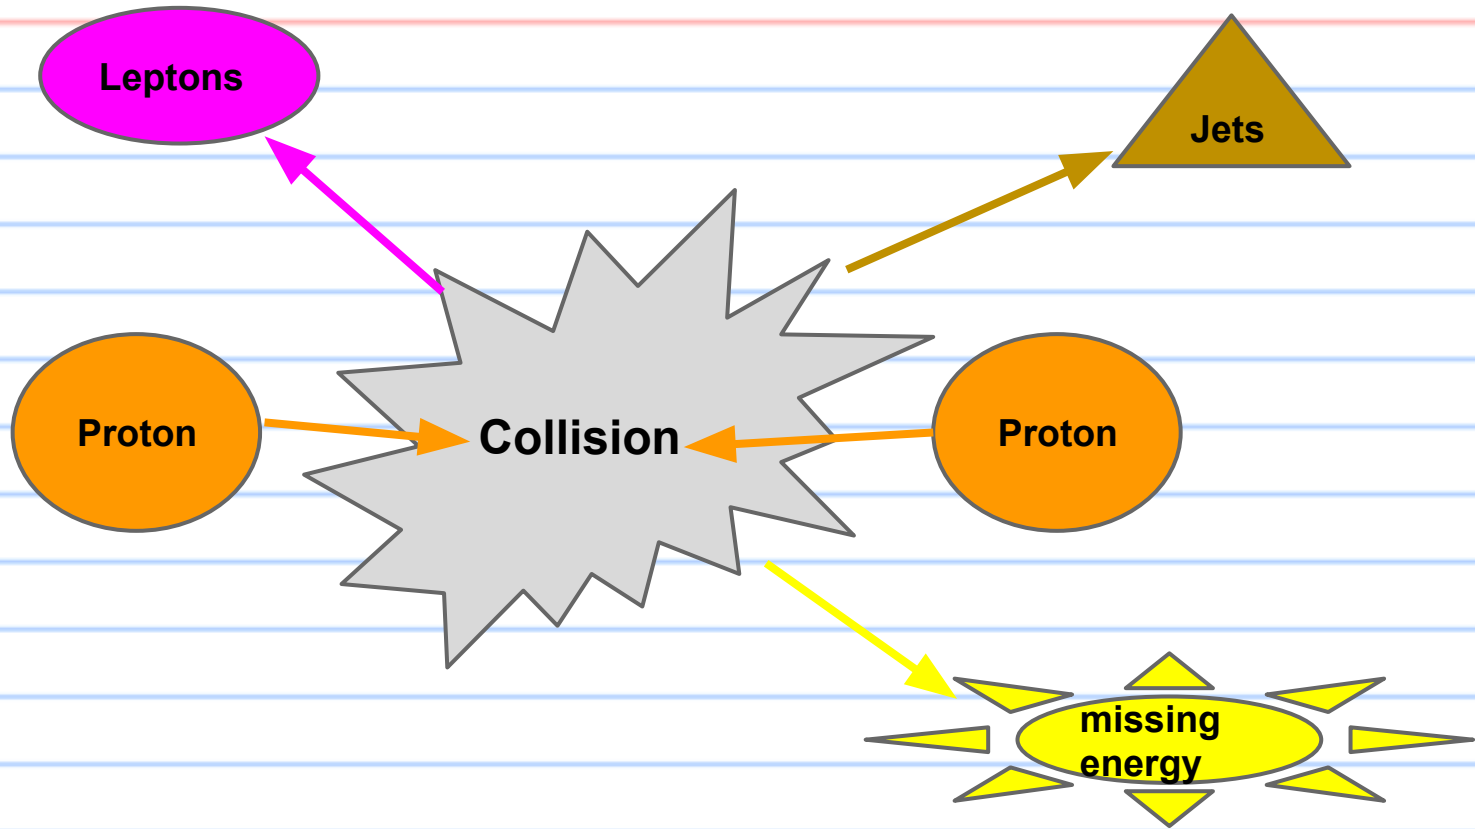 Leptons
Jets
Proton
Collision
Proton
missing
energy